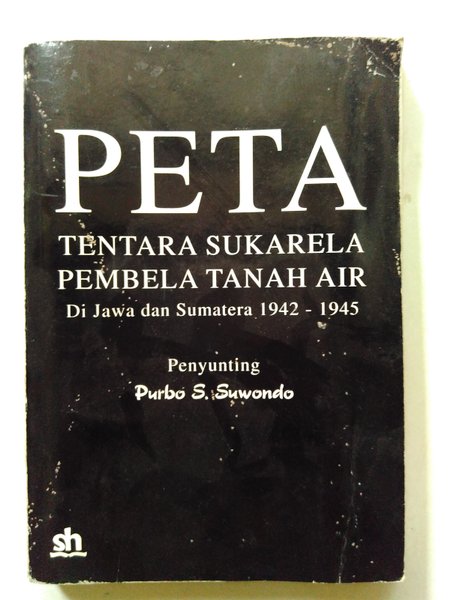 PETA
TENTARA SUKARELA
PEMBELA TANAH AIR
Di Jawa dan Sumatera 1942 - 1945
Penyunting
Purbo S. Suwondo
sh